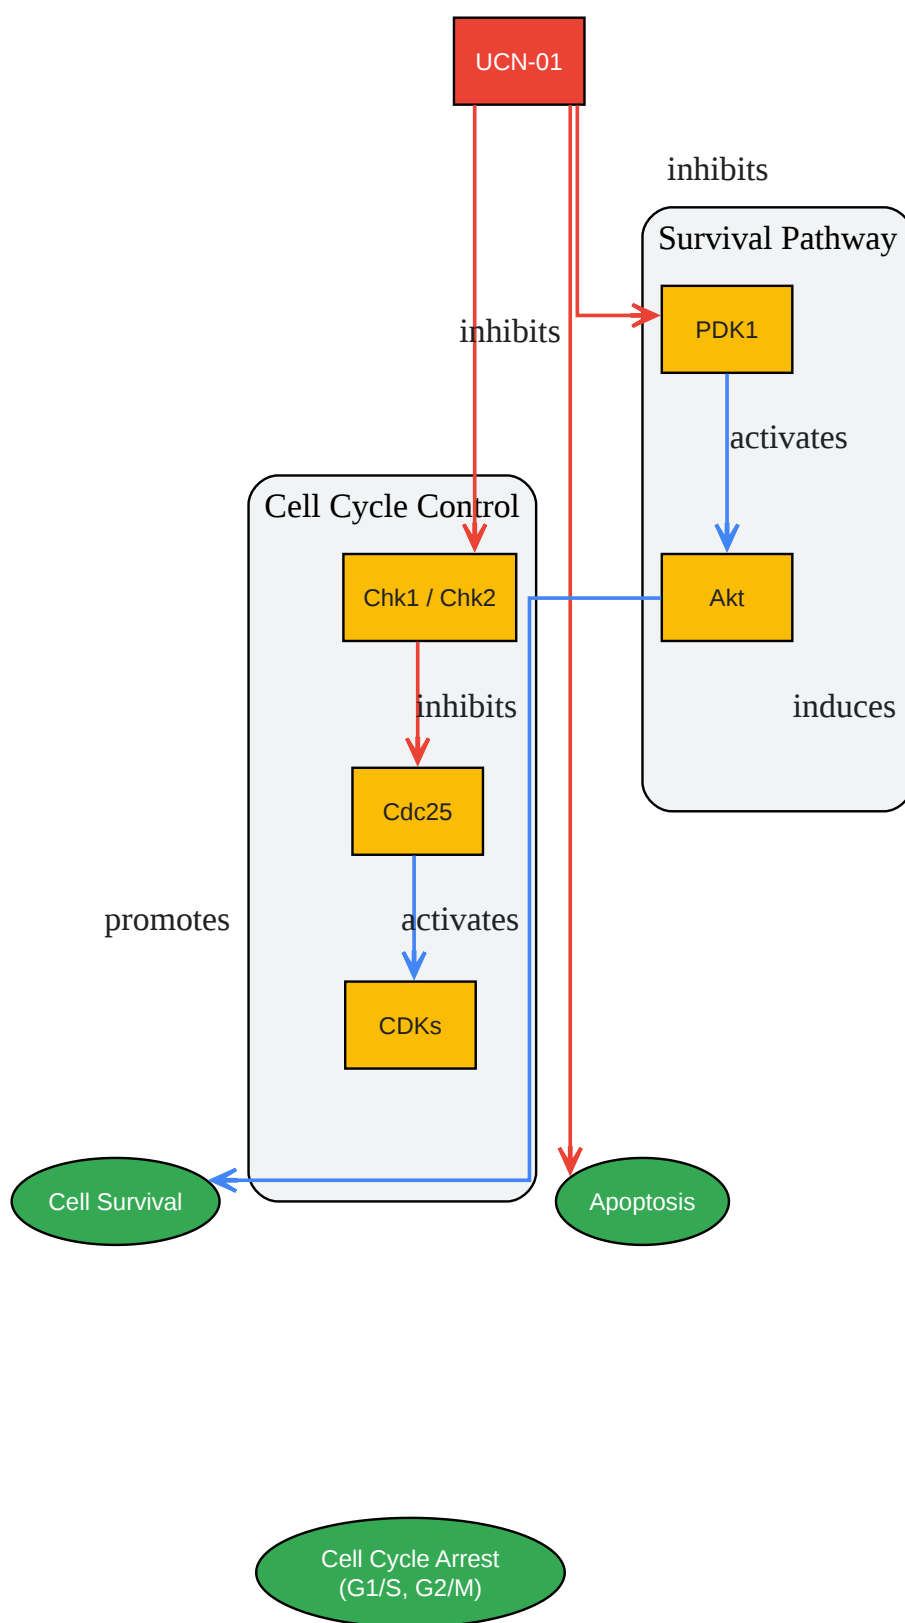 UCN-01
inhibits
Survival Pathway
PDK1
inhibits
activates
Cell Cycle Control
Chk1 / Chk2
Akt
inhibits
induces
Cdc25
promotes
activates
CDKs
Cell Survival
Apoptosis
Cell Cycle Arrest
(G1/S, G2/M)